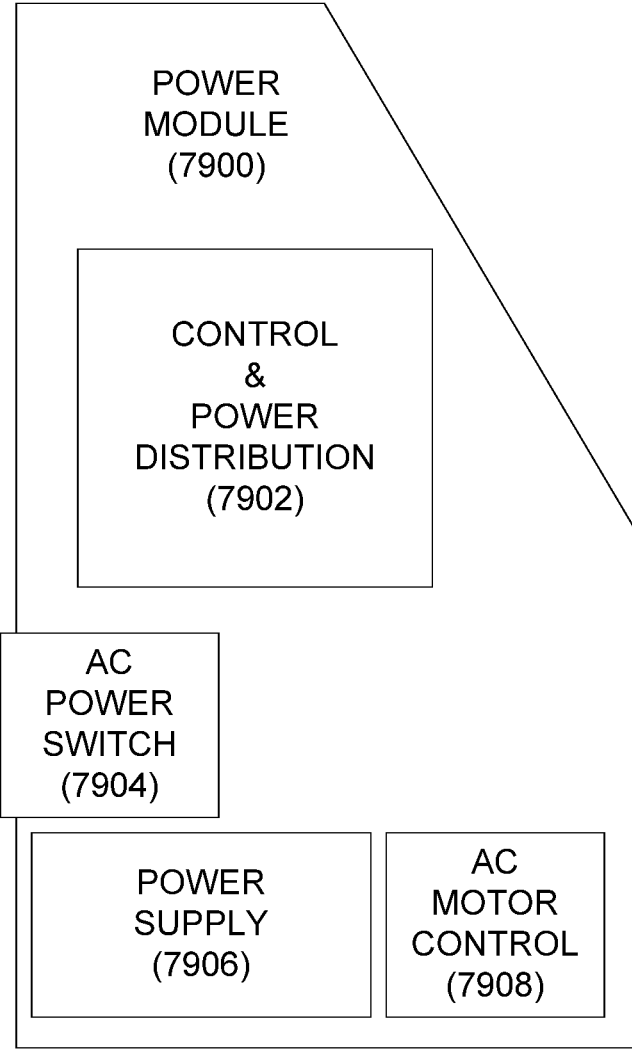 POWER
MODULE
(7900)
CONTROL
&
POWER
DISTRIBUTION
(7902)
AC
POWER
SWITCH
(7904)
POWER
SUPPLY
(7906)
AC
MOTOR
CONTROL
(7908)